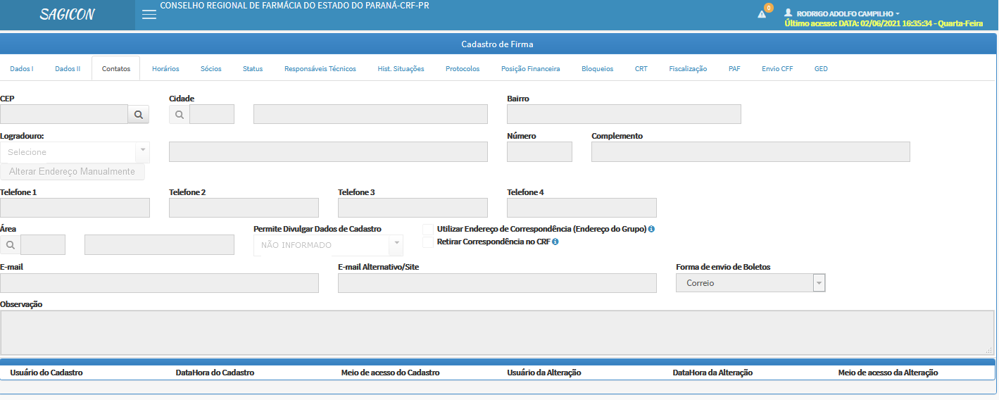 SAGICON
CONSELHO REGIONAL DE FARMÁCIA DO ESTADO DO PARANÁ-CRF-PR
0
RODRIGO ADOLFO CAMPILHO
Último acesso: DATA: 02/06/2021 16:35:34 - Quarta-Feira
Cadastro de Firma
Dados I Dados II Contatos Horários Sócios Status Responsáveis Técnicos Hist. Situações Protocolos Posição Financeira Bloqueios CRT Fiscalização PAF Envio CFF GED
CEP Cidade Bairro
Logradouro: Número Complemento
Selecione
Alterar Endereço Manualmente
Telefone 1 Telefone 2 Telefone 3 Telefone 4
Área Permite Divulgar Dados de Cadastro Utilizar Endereço de Correspondência (Endereço do Grupo)
NÃO INFORMADO Retirar Correspondência no CRF
E-mail E-mail Alternativo/Site Forma de envio de Boletos
Correio
Observação
Usuário do Cadastro DataHora do Cadastro Meio de acesso do Cadastro Usuário da Alteração DataHora da Alteração Meio de acesso da Alteração